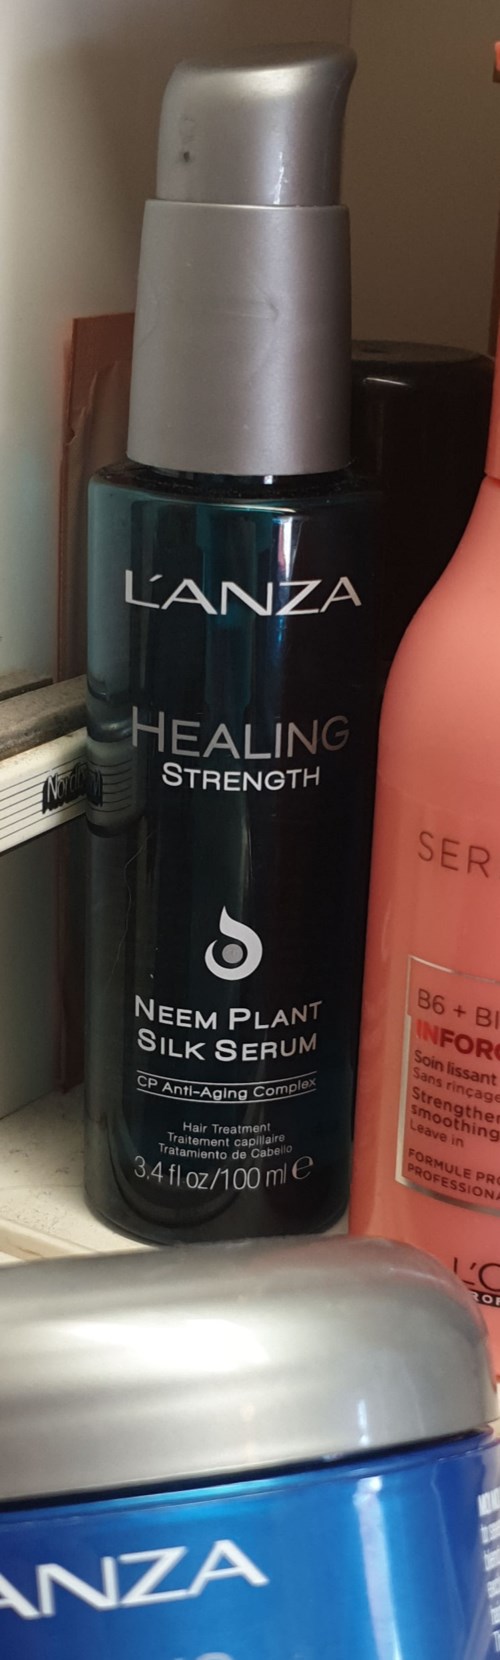 L'ANZA
HEALING
STRENGTH
NEEM PLANT
SILK SERUM
CP Anti-Aging Complex
Hair Treatment
Traitement capillaire
Tratamiento de Cabello
3.4 fl oz/100 ml e
SER
B6 + BI
INFORC
Soin lissant
Sans rinçage
Strengthen
smoothing
Leave in
FORMULE PRO
PROFESSIONA
L'O
ANZA